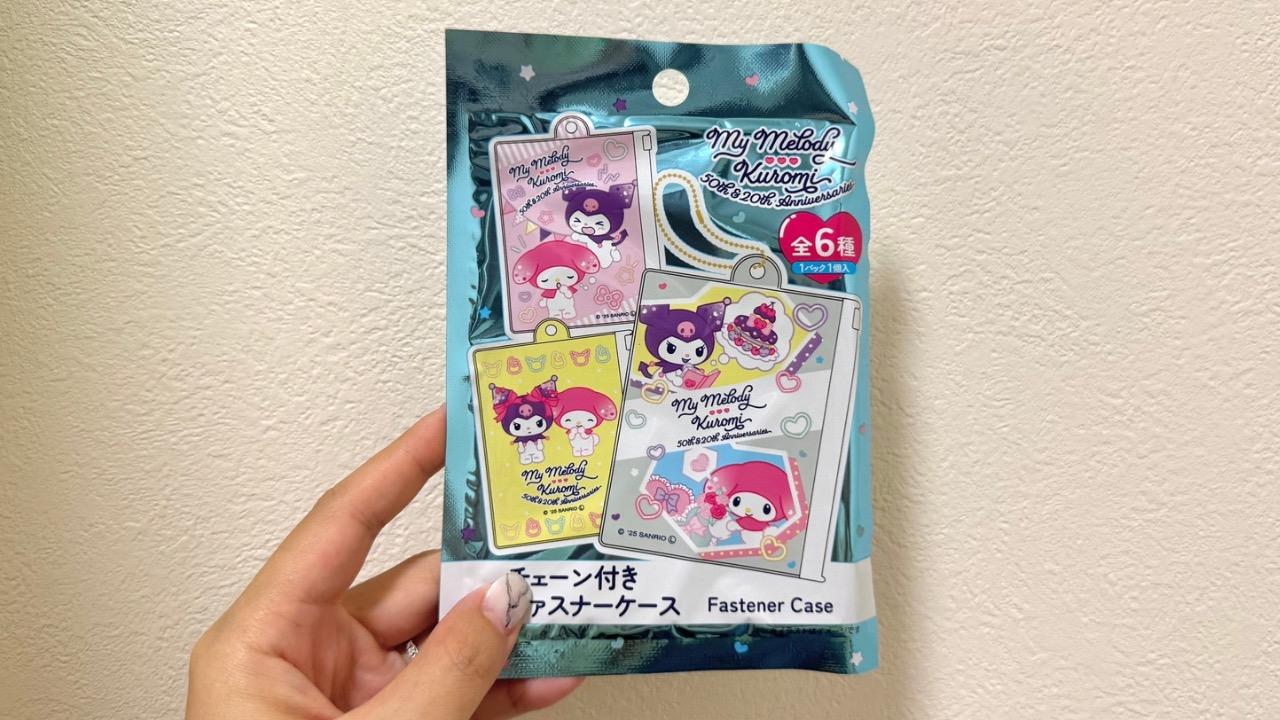 My Melody
Kuromi
50th & 20th Anniversaries
全6種
1パック1個入
My Melody
Kuromi
50th & 20th Anniversaries
© '25 SANRIO Ⓛ
My Melody
Kuromi
50th & 20th Anniversaries
© '25 SANRIO Ⓛ
My Melody
Kuromi
50th & 20th Anniversaries
© '25 SANRIO Ⓛ
チェーン付き
ァスナーケース
Fastener Case